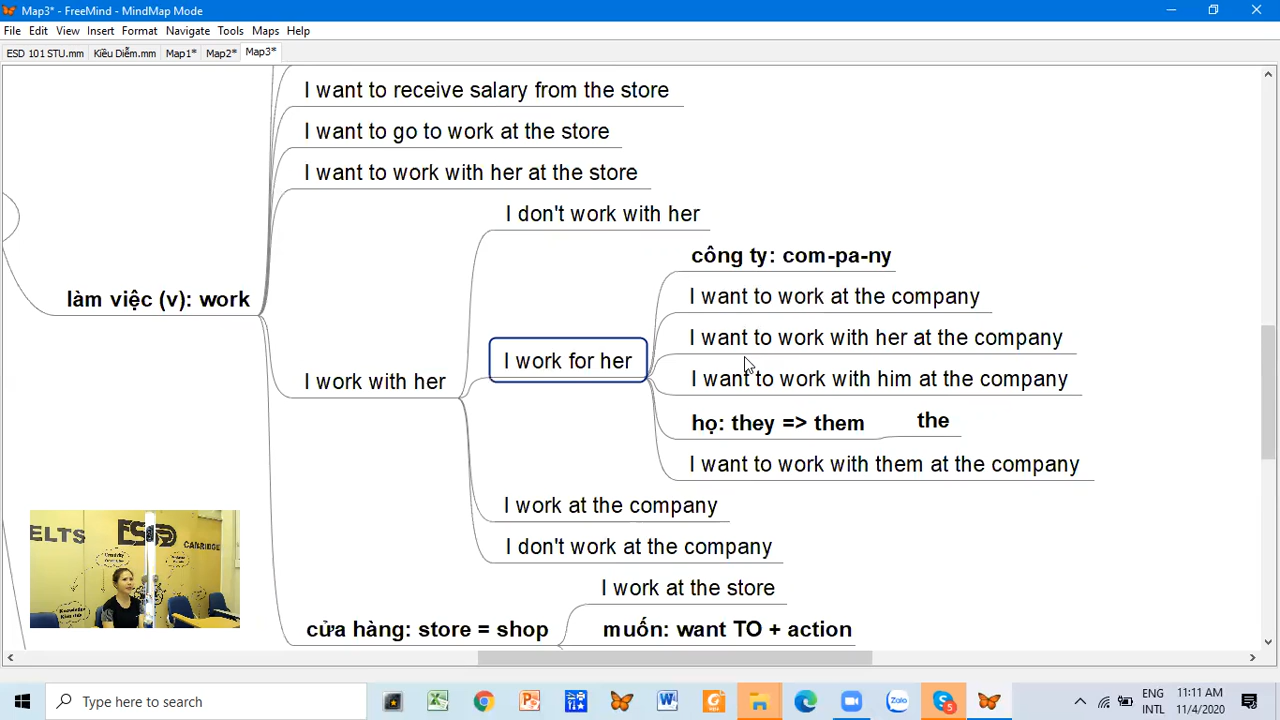 Map3* - FreeMind - MindMap Mode
File Edit View Insert Format Navigate Tools Maps Help
ESD 101 STU.mm Kiều Diễm.mm Map1* Map2* Map3*
I want to receive salary from the store
I want to go to work at the store
I want to work with her at the store
I don't work with her
công ty: com-pa-ny
I want to work at the company
làm việc (v): work
I want to work with her at the company
I work for her
I work with her
I want to work with him at the company
họ: they => them the
I want to work with them at the company
I work at the company
I don't work at the company
I work at the store
cửa hàng: store = shop
muốn: want TO + action
IELTS ESD CAMBRIDGE
Type here to search
Zalo
5
ENG
INTL
11:11 AM
11/4/2020